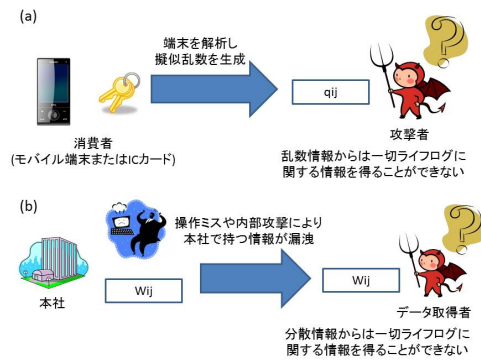 (a)
端末を解析し
擬似乱数を生成
qij
消費者
(モバイル端末またはICカード)
攻撃者
乱数情報からは一切ライフログに
関する情報を得ることができない
(b)
操作ミスや内部攻撃により
本社で持つ情報が漏洩
本社
Wij
Wij
データ取得者
分散情報からは一切ライフログに
関する情報を得ることができない